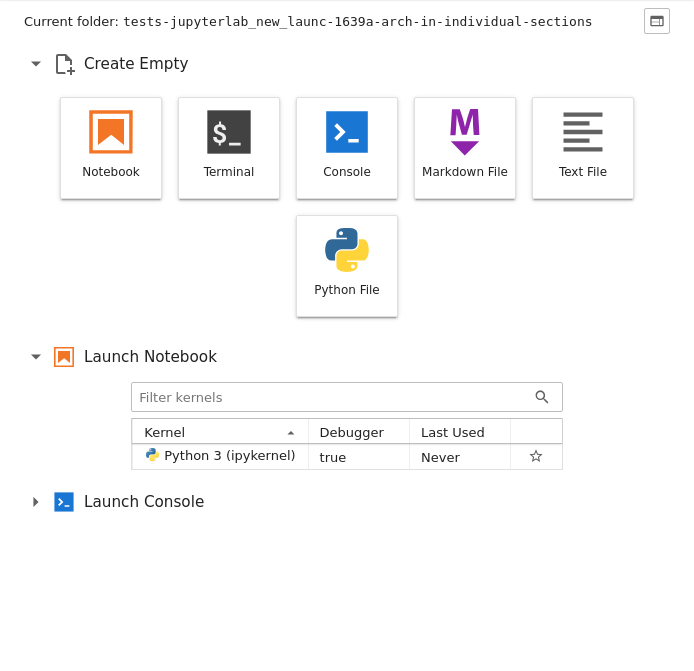 Current folder: tests-jupyterlab_new_launc-1639a-arch-in-individual-sections
Create Empty
Notebook
$_ Terminal
Console
M Markdown File
Text File
Python File
Launch Notebook
Filter kernels
Kernel Debugger Last Used
Python 3 (ipykernel) true Never
Launch Console